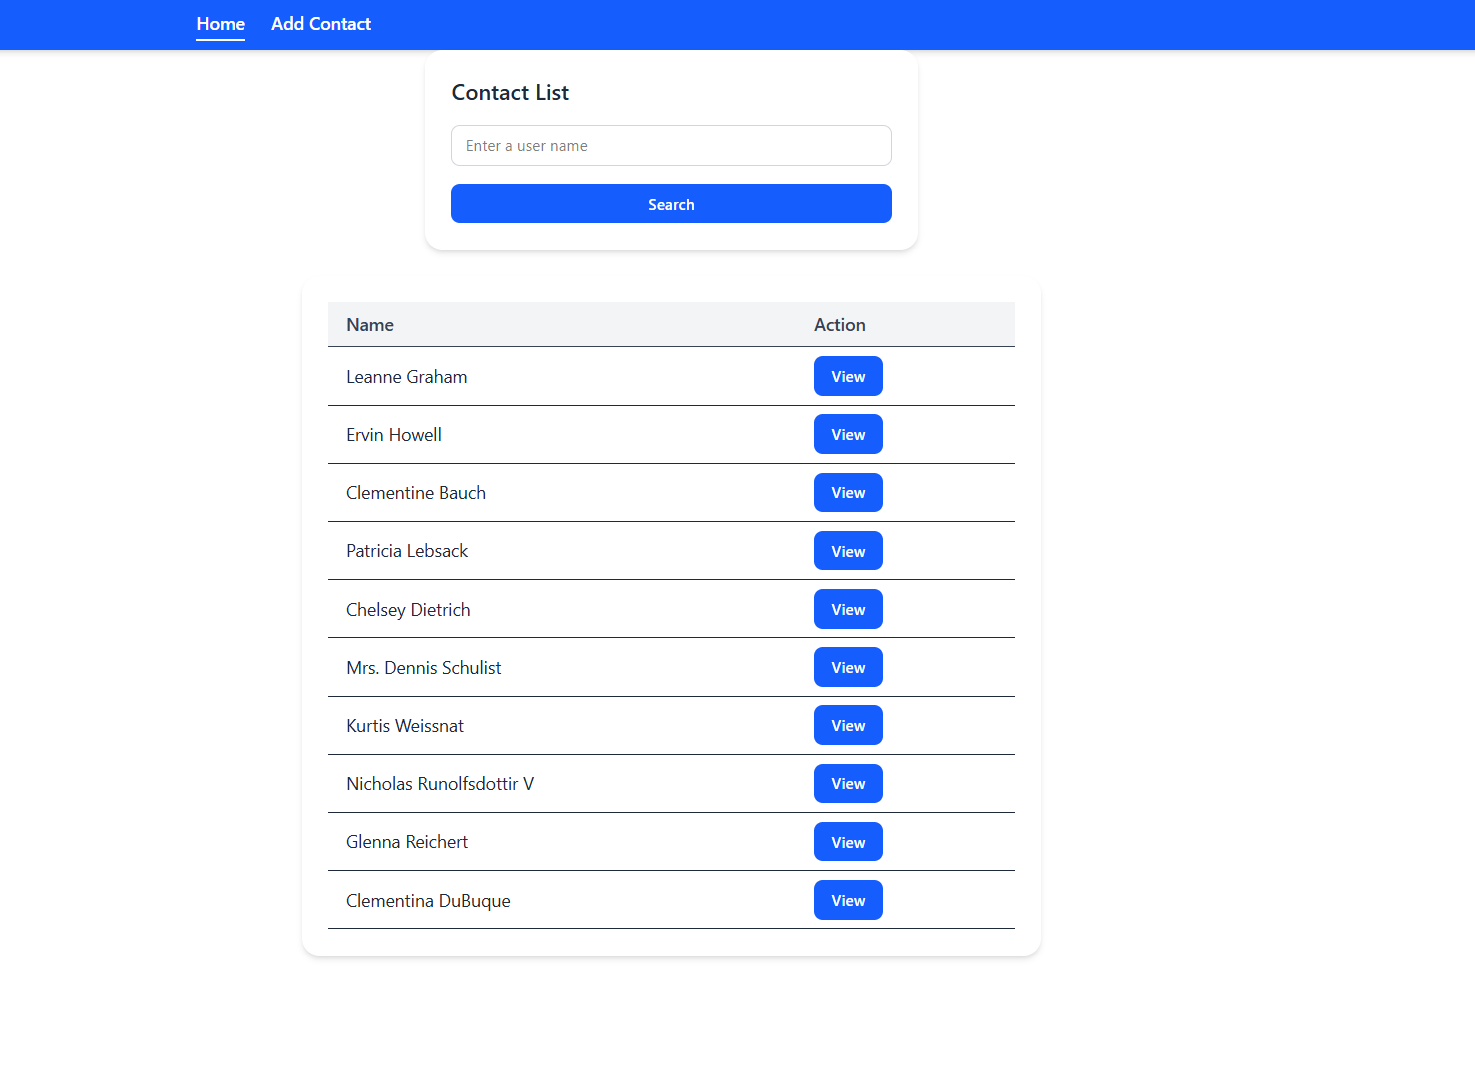 Home Add Contact
Contact List
Enter a user name
Search
Name Action
Leanne Graham View
Ervin Howell View
Clementine Bauch View
Patricia Lebsack View
Chelsey Dietrich View
Mrs. Dennis Schulist View
Kurtis Weissnat View
Nicholas Runolfsdottir V View
Glenna Reichert View
Clementina DuBuque View